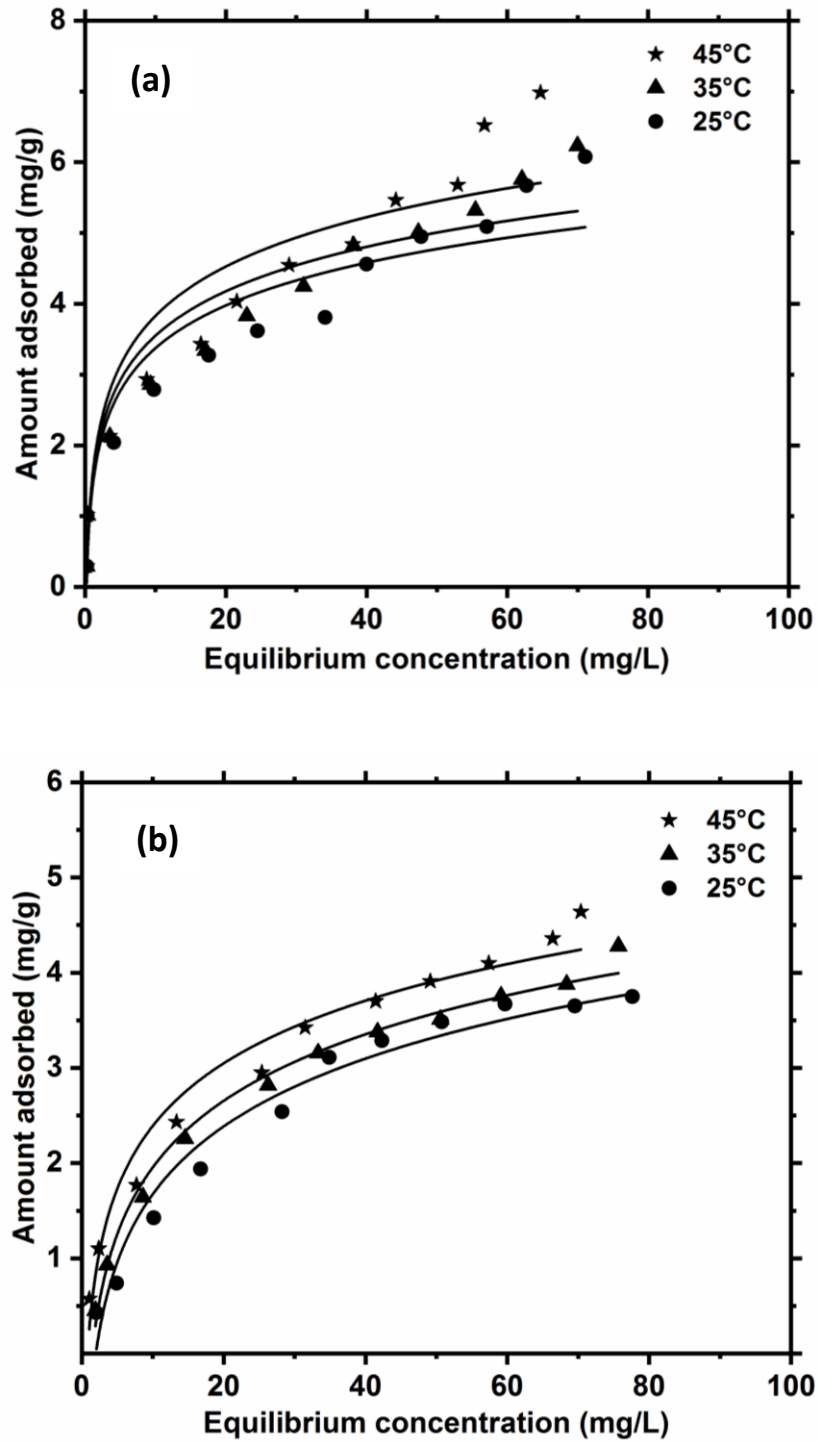 (a)
45°C
35°C
25°C
8
6
4
2
0
Amount adsorbed (mg/g)
0 20 40 60 80 100
Equilibrium concentration (mg/L)
(b)
45°C
35°C
25°C
6
5
4
3
2
1
Amount adsorbed (mg/g)
0 20 40 60 80 100
Equilibrium concentration (mg/L)